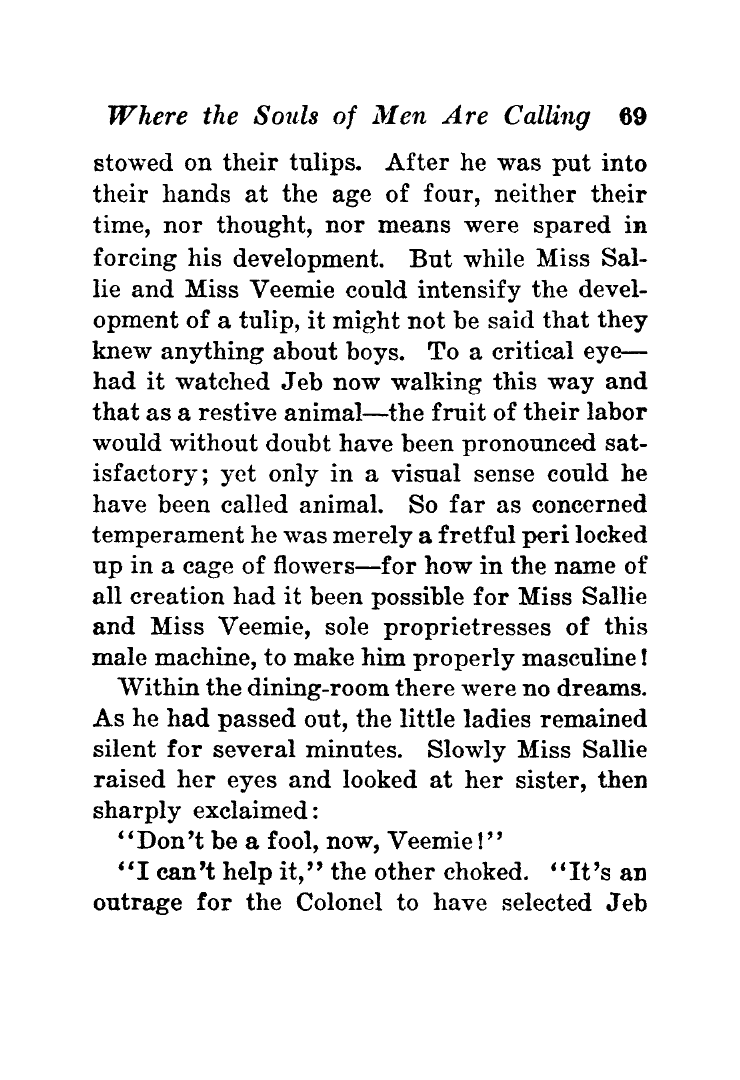 Where the Souls of Men Are Calling 69
stowed on their tulips. After he was put into
their hands at the age of four, neither their
time, nor thought, nor means were spared in
forcing his development. But while Miss Sal-
lie and Miss Veemie could intensify the devel-
opment of a tulip, it might not be said that they
knew anything about boys. To a critical eye—
had it watched Jeb now walking this way and
that as a restive animal—the fruit of their labor
would without doubt have been pronounced sat-
isfactory; yet only in a visual sense could he
have been called animal. So far as concerned
temperament he was merely a fretful peri locked
up in a cage of flowers—for how in the name of
all creation had it been possible for Miss Sallie
and Miss Veemie, sole proprietresses of this
male machine, to make him properly masculine!
Within the dining-room there were no dreams.
As he had passed out, the little ladies remained
silent for several minutes. Slowly Miss Sallie
raised her eyes and looked at her sister, then
sharply exclaimed:
“Don’t be a fool, now, Veemie!”
“I can’t help it,” the other choked. “It’s an
outrage for the Colonel to have selected Jeb